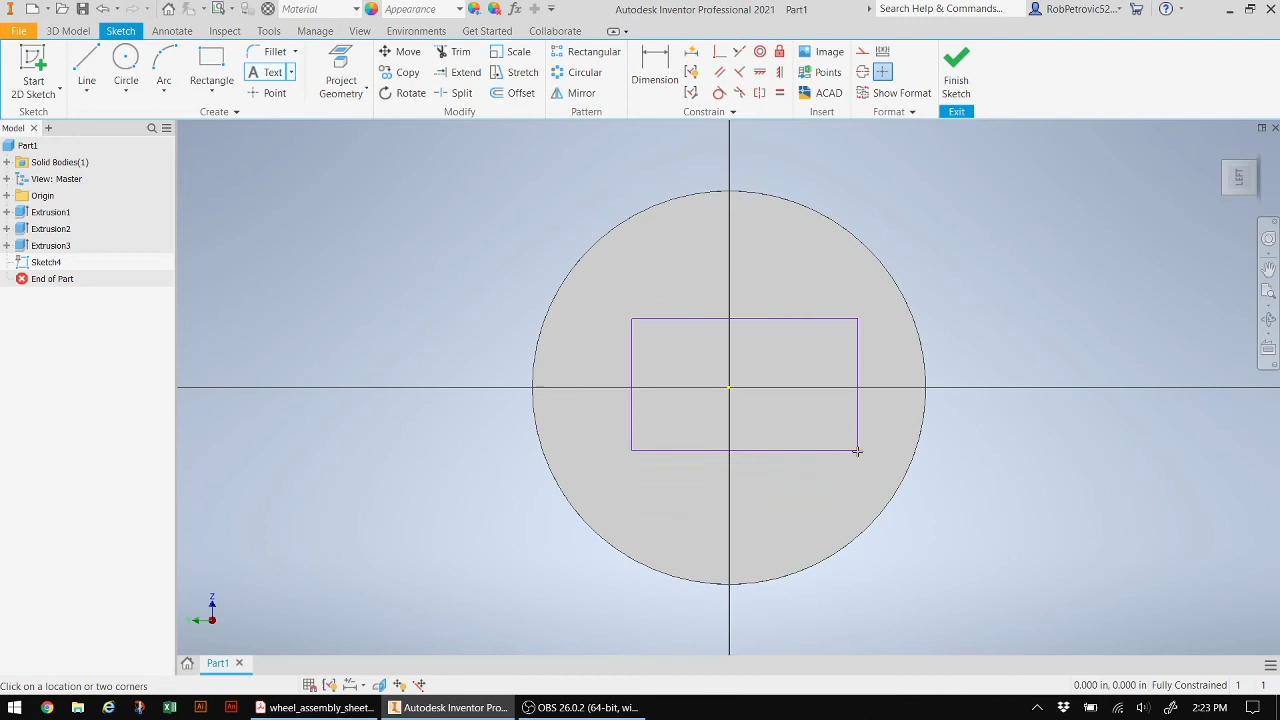 Material
Appearance
Autodesk Inventor Professional 2021 Part1
Search Help & Commands...
RobPetrovic52...
File
3D Model
Sketch
Annotate
Inspect
Tools
Manage
View
Environments
Get Started
Collaborate
Start
2D Sketch
Line
Circle
Arc
Rectangle
Fillet
Text
Point
Project
Geometry
Move
Copy
Rotate
Trim
Extend
Split
Scale
Stretch
Offset
Rectangular
Circular
Mirror
Dimension
Image
Points
ACAD
Show Format
Finish
Sketch
Sketch
Create
Modify
Pattern
Constrain
Insert
Format
Exit
Model
Part1
Solid Bodies(1)
View: Master
Origin
Extrusion1
Extrusion2
Extrusion3
Sketch4
End of Part
LEFT
Z
Y
Part1
Click on a location or two corners
0.000 in, 0.000 in Fully Constrained 1 1
wheel_assembly_sheet...
Autodesk Inventor Pro...
OBS 26.0.2 (64-bit, wi...
2:23 PM